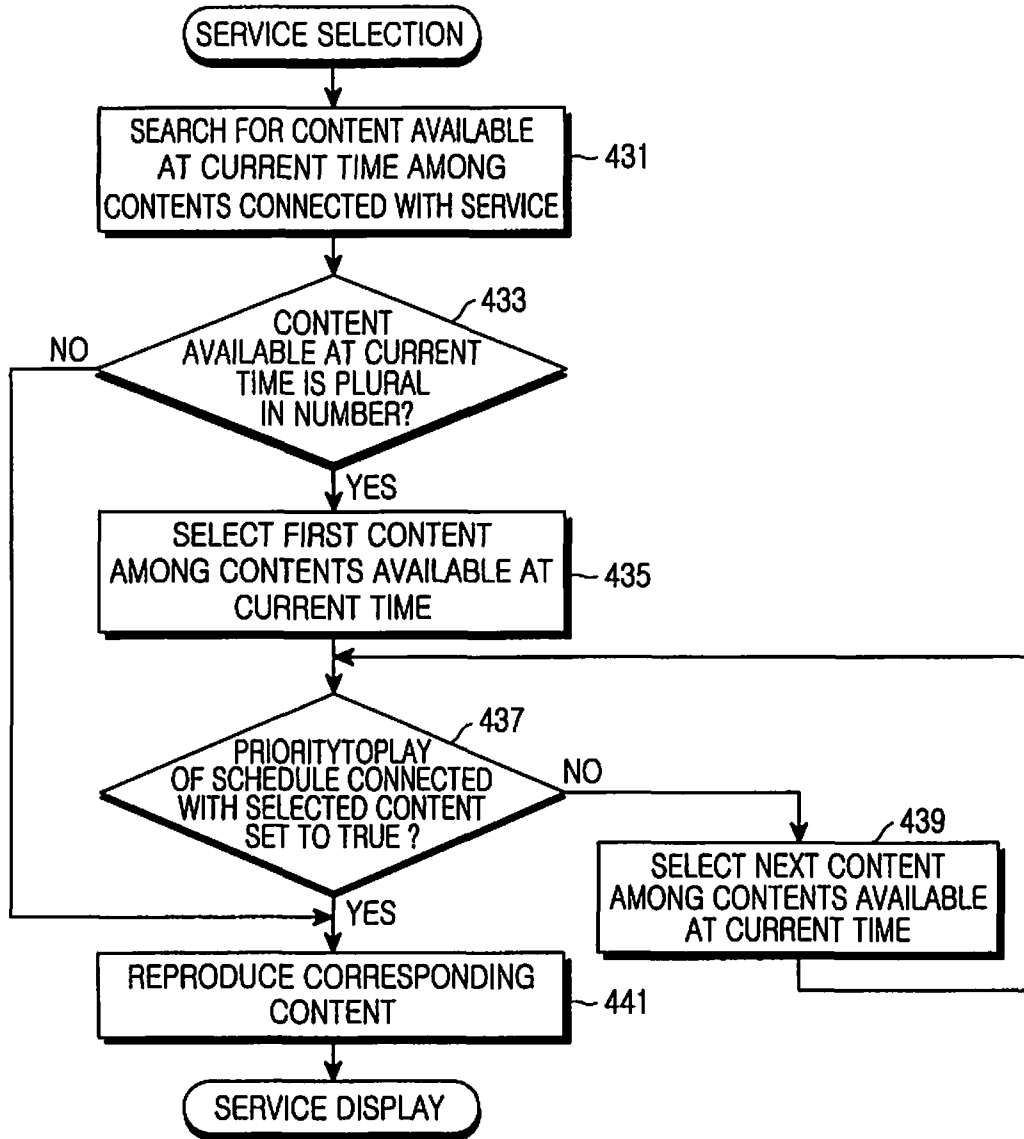 SERVICE SELECTION
SEARCH FOR CONTENT AVAILABLE
AT CURRENT TIME AMONG
CONTENTS CONNECTED WITH SERVICE
431
433
CONTENT
AVAILABLE AT CURRENT
TIME IS PLURAL
IN NUMBER?
NO
YES
SELECT FIRST CONTENT
AMONG CONTENTS AVAILABLE AT
CURRENT TIME
435
437
PRIORITYTOPLAY
OF SCHEDULE CONNECTED
WITH SELECTED CONTENT
SET TO TRUE ?
NO
439
SELECT NEXT CONTENT
AMONG CONTENTS AVAILABLE
AT CURRENT TIME
YES
REPRODUCE CORRESPONDING
CONTENT
441
SERVICE DISPLAY